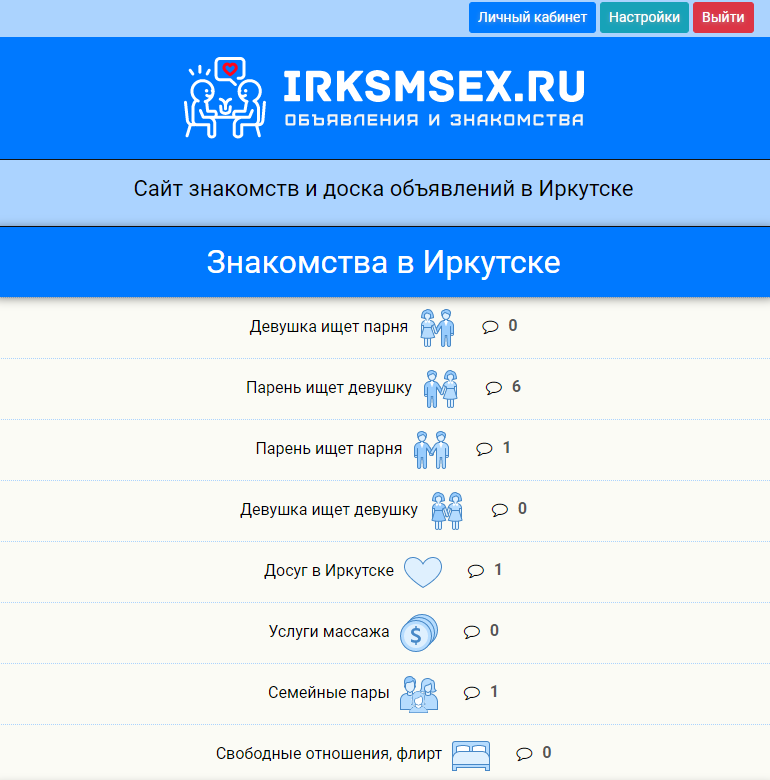 Личный кабинет Настройки Выйти
IRKSMSEX.RU
ОБЪЯВЛЕНИЯ И ЗНАКОМСТВА
Сайт знакомств и доска объявлений в Иркутске
Знакомства в Иркутске
Девушка ищет парня 0
Парень ищет девушку 6
Парень ищет парня 1
Девушка ищет девушку 0
Досуг в Иркутске 1
Услуги массажа $ 0
Семейные пары 1
Свободные отношения, флирт 0